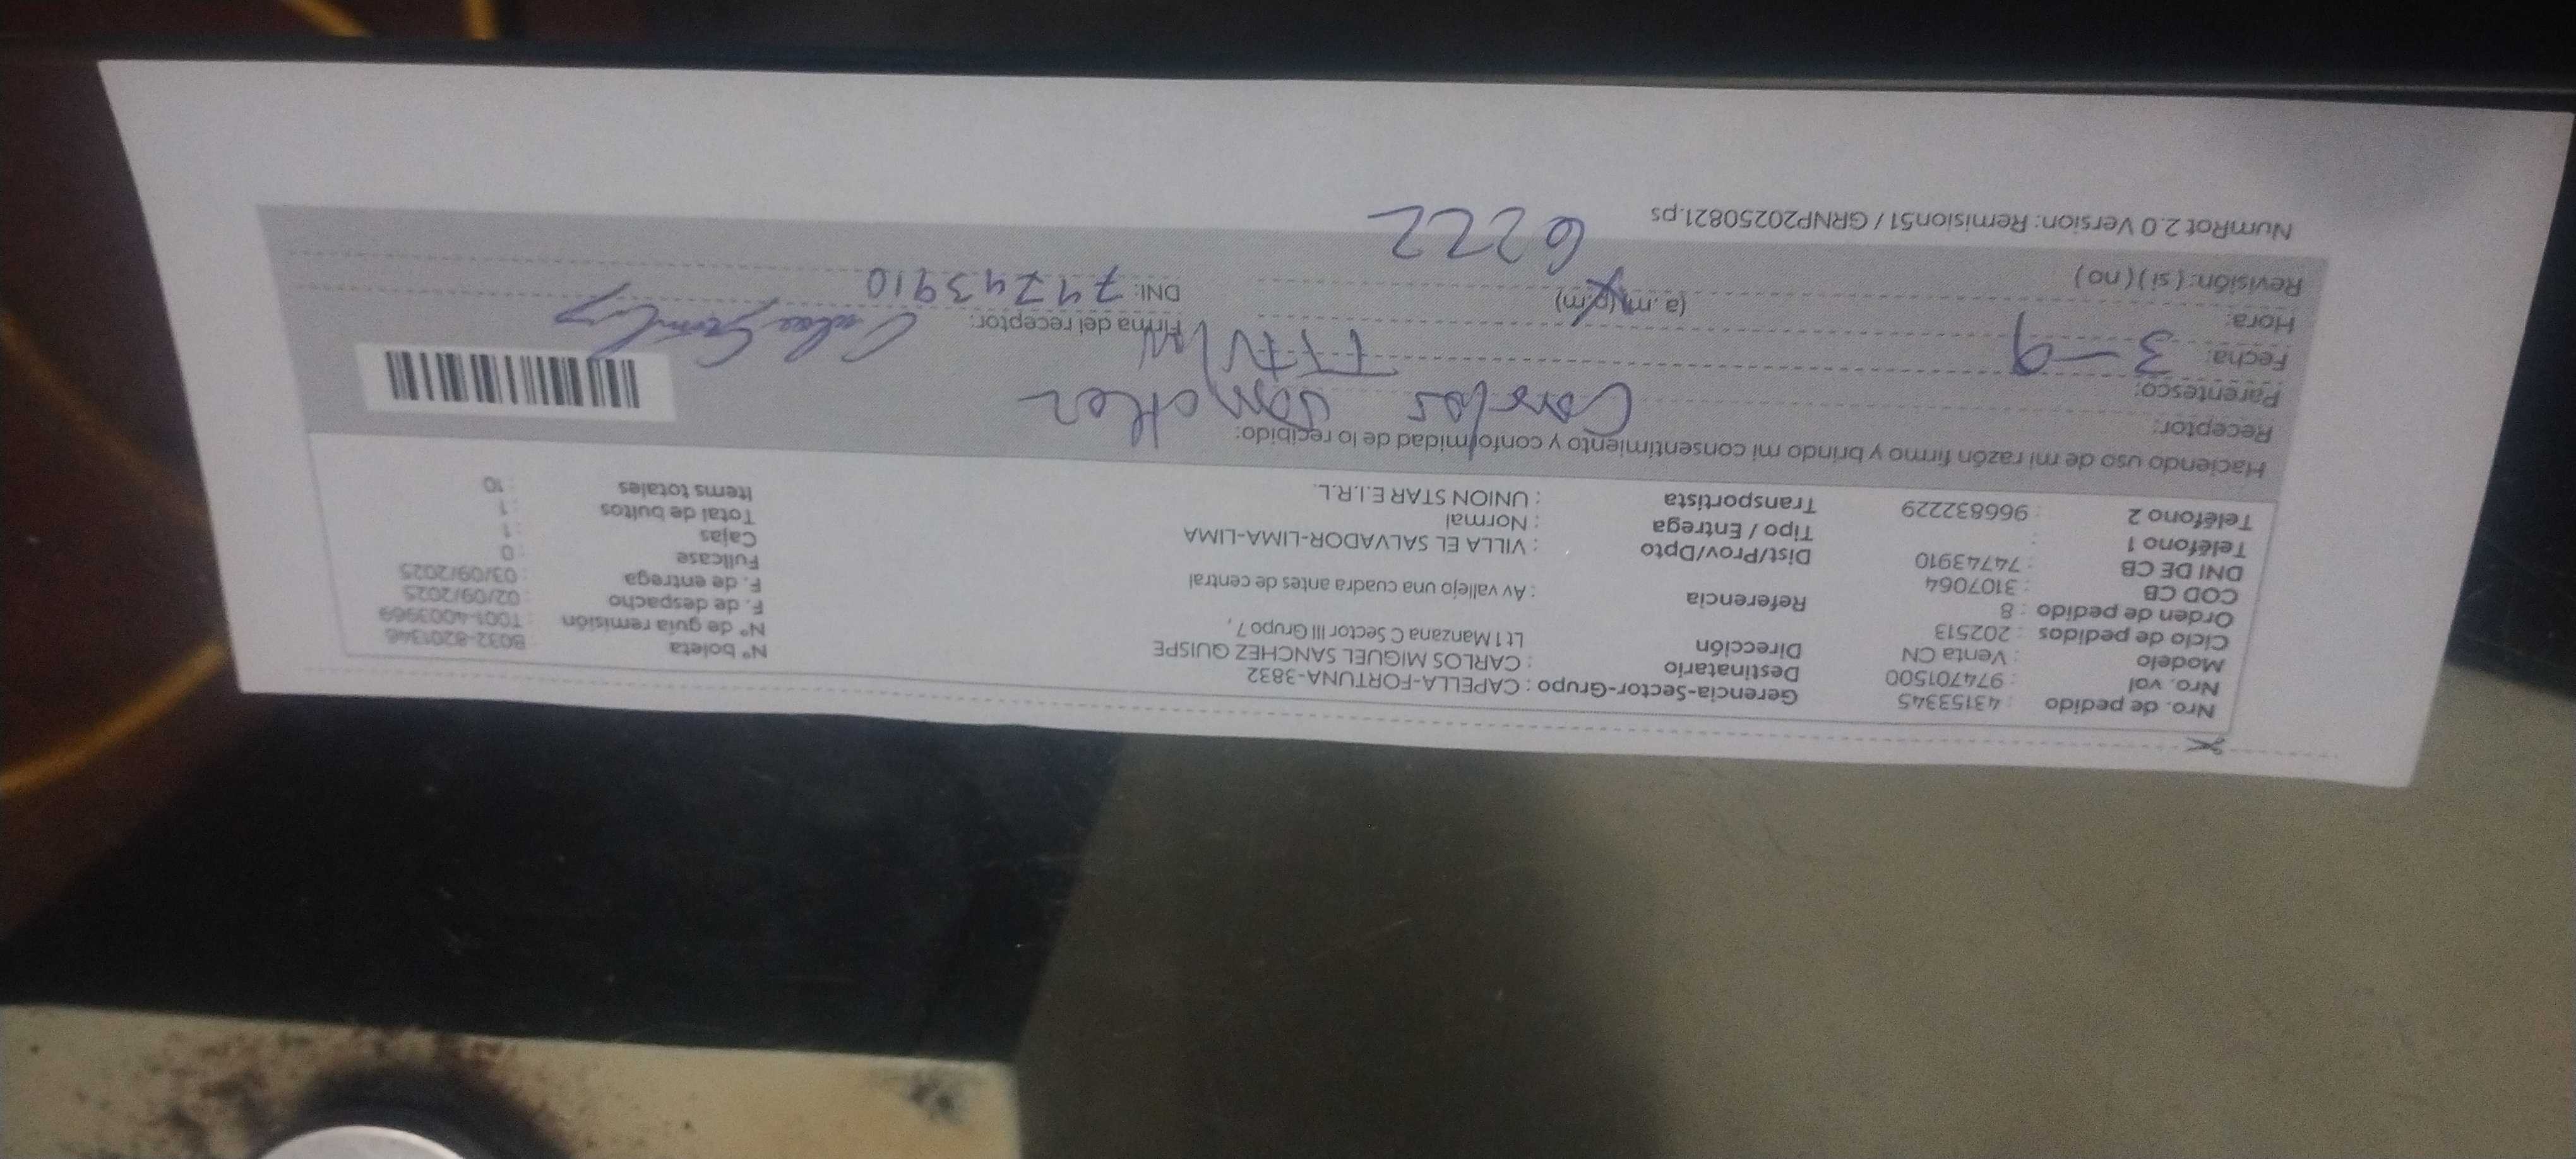 Nro. de pedido : 43153345 Gerencia-Sector-Grupo : CAPELLA-FORTUNA-3832 N° boleta : B032-8201346
Nro. vol : 974701500 Destinatario : CARLOS MIGUEL SANCHEZ QUISPE N° de guía remisión : T001-4003969
Modelo : Venta CN Dirección Lt 1 Manzana C Sector III Grupo 7, F. de despacho : 02/09/2025
Ciclo de pedidos : 202513 Referencia : Av vallejo una cuadra antes de central F. de entrega : 03/09/2025
Orden de pedido : 8 Dist/Prov/Dpto : VILLA EL SALVADOR-LIMA-LIMA Fullcase : 0
COD CB : 3107064 Tipo / Entrega : Normal Cajas : 1
DNI DE CB : 74743910 Transportista : UNION STAR E.I.R.L. Total de bultos : 1
Teléfono 1 : Items totales : 10
Teléfono 2 : 966832229
Haciendo uso de mi razón firmo y brindo mi consentimiento y conformidad de lo recibido:
Receptor: Carlos
Parentesco:
Fecha: 3-9 Firma del receptor:
Hora: (a.m) (p.m) DNI: 74743910
Revisión: ( si ) ( no )
6222
NumRot 2.0 Version: Remision51 / GRNP20250821.ps